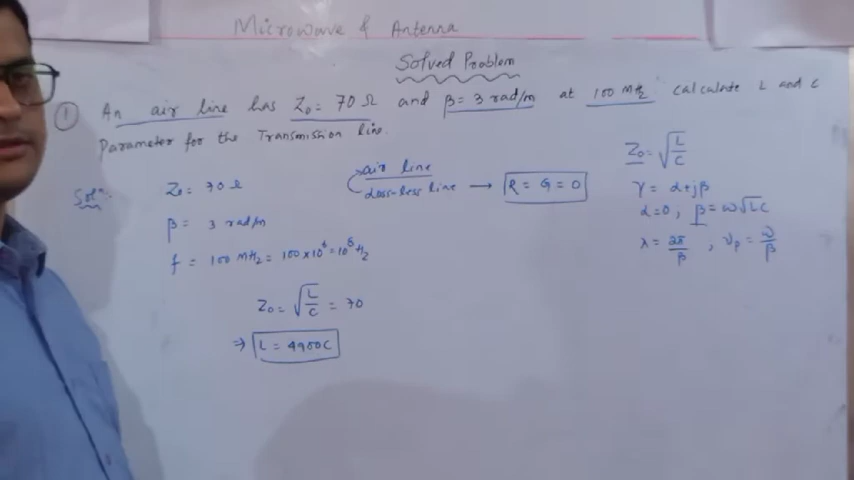 Microwave & Antenna
Solved Problem
① An air line has Z₀ = 70 Ω and β = 3 rad/m at 100 MHz calculate L and C
Parameter for the Transmission line.
Solⁿ:-
Z₀ = 70 Ω
β = 3 rad/m
f = 100 MHz = 100×10⁶ = 10⁸ Hz
Z₀ = √(L/C) = 70
⇒ L = 4900C
air line
loss-less line → R = G = 0
Z₀ = √(L/C)
γ = α+jβ
α=0, β = ω√LC
λ = 2π/β , νp = ω/β